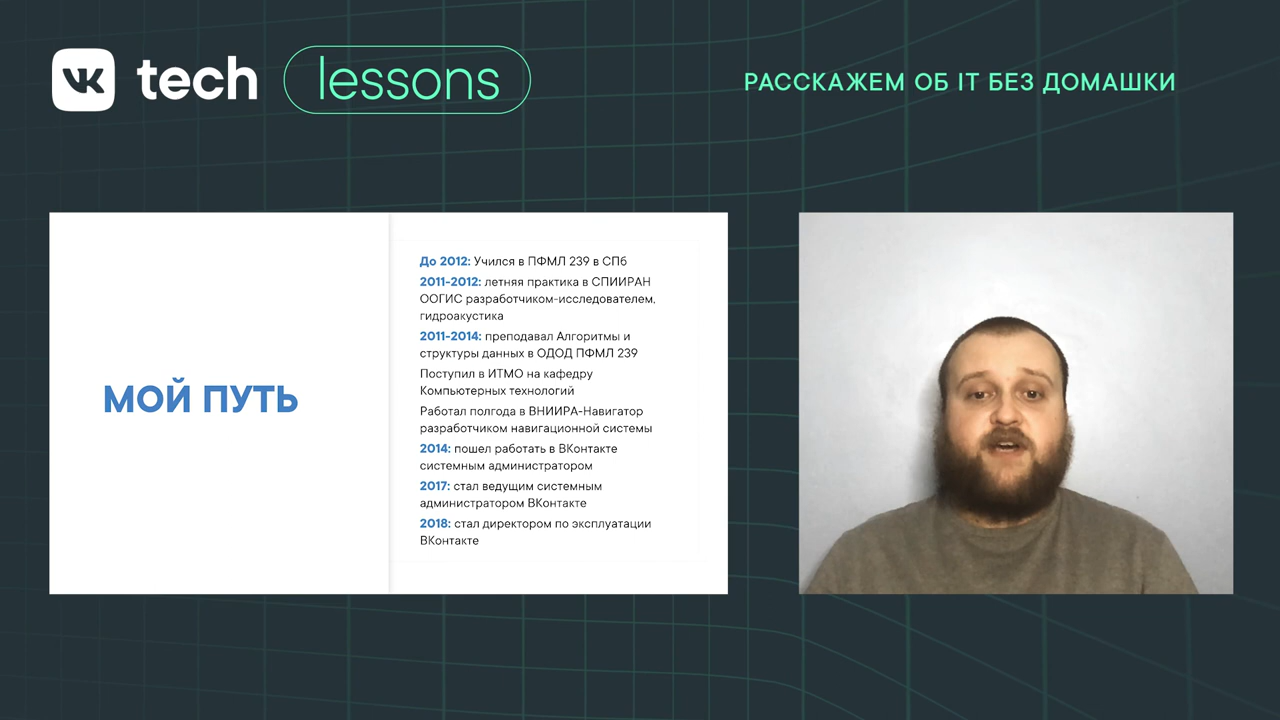 VK tech lessons
РАССКАЖЕМ ОБ IT БЕЗ ДОМАШКИ
МОЙ ПУТЬ
До 2012: Учился в ПФМЛ 239 в СПб
2011-2012: летняя практика в СПИИРАН
ООГИС разработчиком-исследователем,
гидроакустика
2011-2014: преподавал Алгоритмы и
структуры данных в ОДОД ПФМЛ 239
Поступил в ИТМО на кафедру
Компьютерных технологий
Работал полгода в ВНИИРА-Навигатор
разработчиком навигационной системы
2014: пошел работать в ВКонтакте
системным администратором
2017: стал ведущим системным
администратором ВКонтакте
2018: стал директором по эксплуатации
ВКонтакте